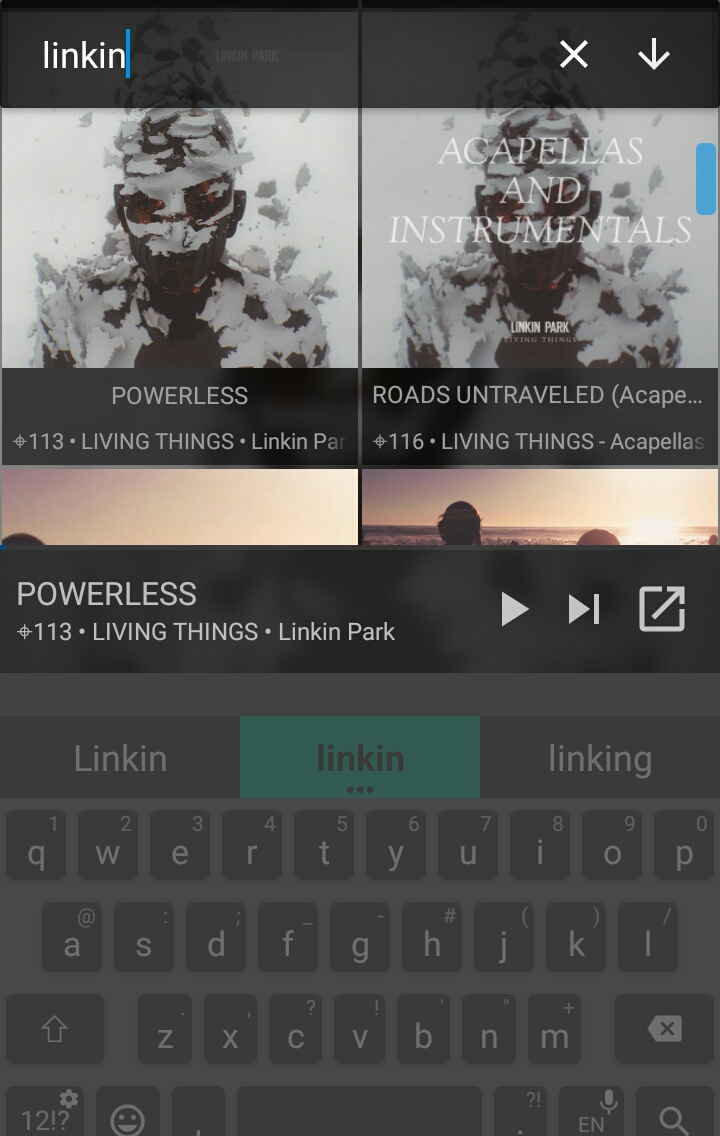 linkin
LINKIN PARK LIVING THINGS
ACAPELLAS
AND
INSTRUMENTALS
LINKIN PARK
LIVING THINGS
POWERLESS
⌖113 • LIVING THINGS • Linkin Par
ROADS UNTRAVELED (Acape...
⌖116 • LIVING THINGS - Acapellas
POWERLESS
⌖113 • LIVING THINGS • Linkin Park
Linkin linkin linking
1 2 3 4 5 6 7 8 9 0
q w e r t y u i o p
@ : ; _ - # ( ) /
a s d f g h j k l
. , ? ! ' " +
z x c v b n m
?!
12!? , . EN